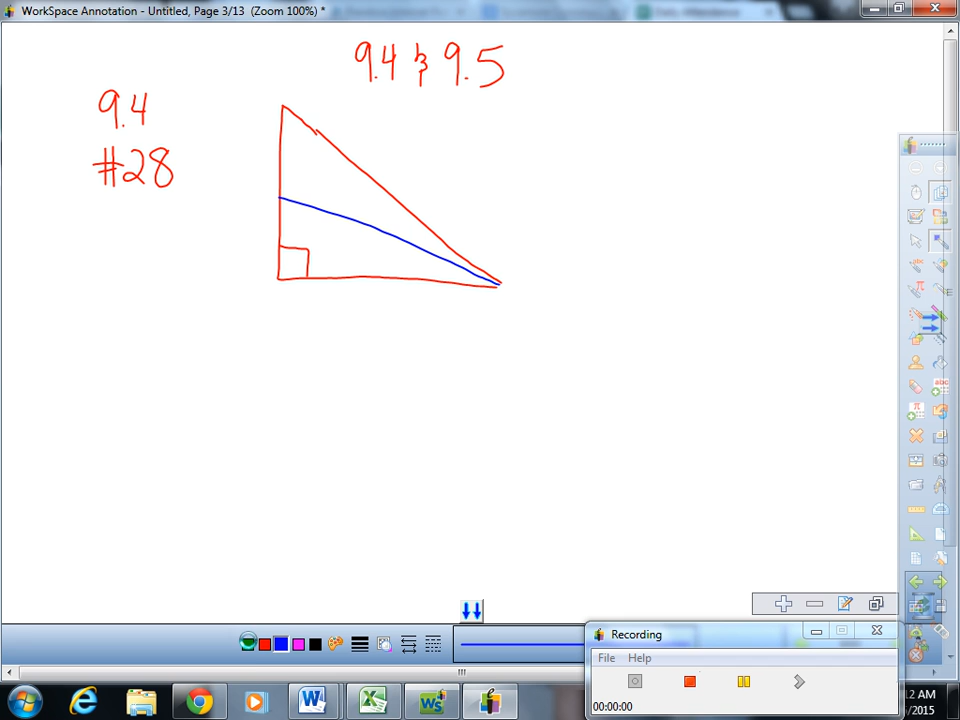 WorkSpace Annotation - Untitled, Page 3/13 (Zoom 100%) *
9.4 & 9.5
9.4
#28
Recording
File Help
00:00:00